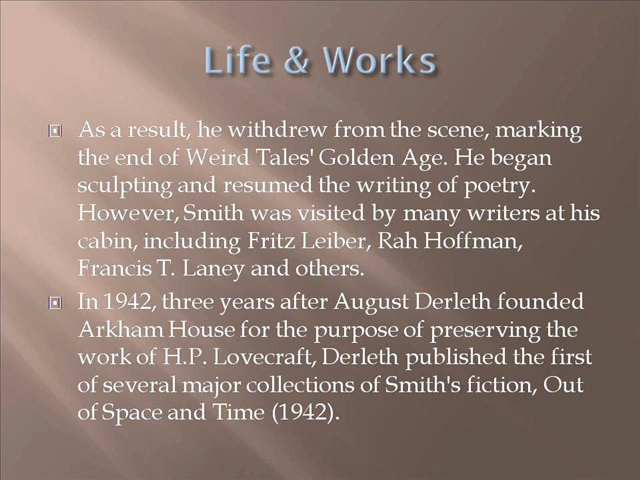 Life & Works
As a result, he withdrew from the scene, marking
the end of Weird Tales' Golden Age. He began
sculpting and resumed the writing of poetry.
However, Smith was visited by many writers at his
cabin, including Fritz Leiber, Rah Hoffman,
Francis T. Laney and others.
In 1942, three years after August Derleth founded
Arkham House for the purpose of preserving the
work of H.P. Lovecraft, Derleth published the first
of several major collections of Smith's fiction, Out
of Space and Time (1942).